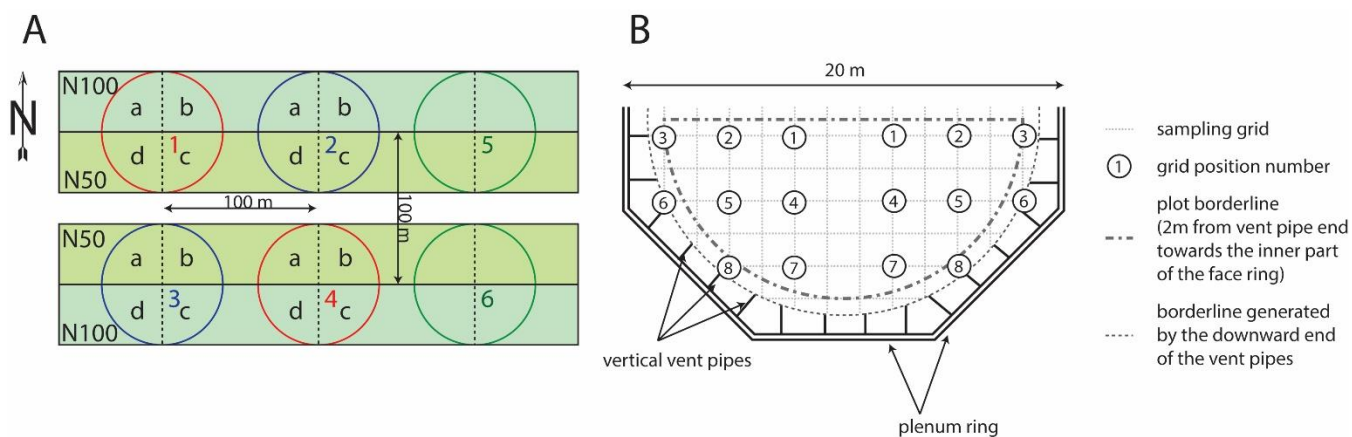 A
N
N100
a b
a b
1
2
5
d c
d c
N50
100 m
100 m
N50
a b
a b
3
4
6
d c
d c
N100
B
20 m
3 2 1 1 2 3
6 5 4 4 5 6
8 7 7 8
vertical vent pipes
plenum ring
sampling grid
1 grid position number
plot borderline
(2m from vent pipe end
towards the inner part
of the face ring)
borderline generated
by the downward end
of the vent pipes